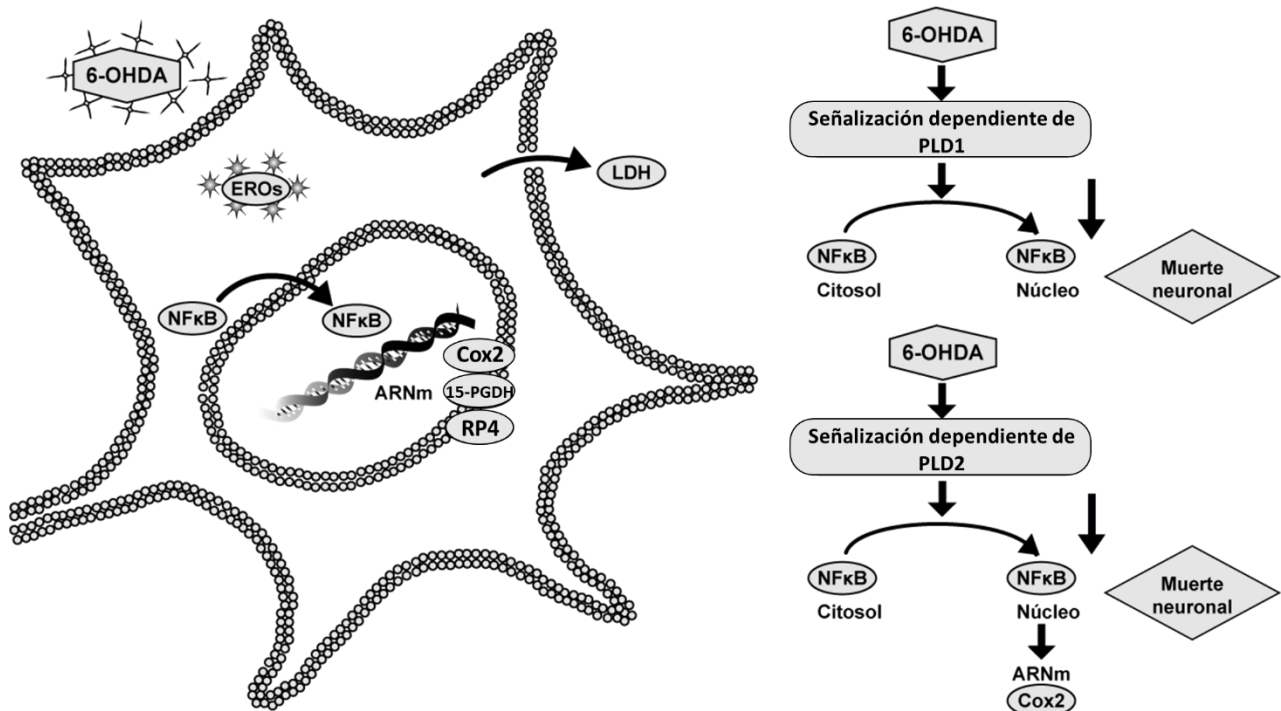 6-OHDA
EROs
LDH
NFκB
NFκB
ARNm
Cox2
15-PGDH
RP4
6-OHDA
Señalización dependiente de
PLD1
NFκB
Citosol
NFκB
Núcleo
Muerte
neuronal
6-OHDA
Señalización dependiente de
PLD2
NFκB
Citosol
NFκB
Núcleo
Muerte
neuronal
ARNm
Cox2